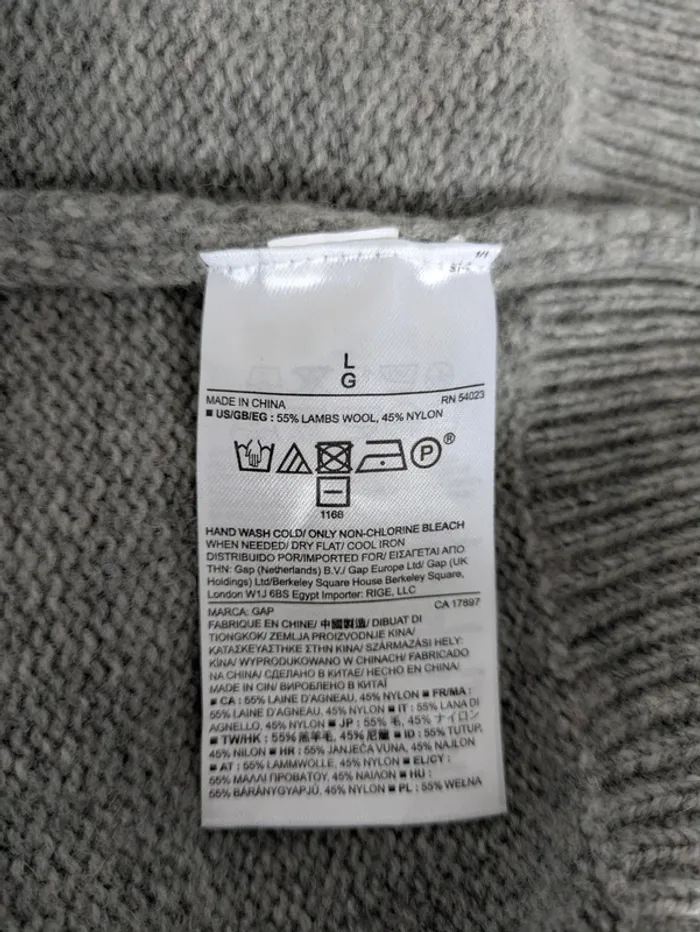 L
G
MADE IN CHINA RN 54023
■ US/GB/EG : 55% LAMBS WOOL, 45% NYLON
P®
1168
HAND WASH COLD/ ONLY NON-CHLORINE BLEACH
WHEN NEEDED/ DRY FLAT/ COOL IRON
DISTRIBUIDO POR/IMPORTED FOR/ ΕΙΣΑΓΕΤΑΙ ΑΠΟ
ΤΗΝ: Gap (Netherlands) B.V./ Gap Europe Ltd/ Gap (UK
Holdings) Ltd/Berkeley Square House Berkeley Square,
London W1J 6BS Egypt Importer: RIGE, LLC
MARCA: GAP CA 17897
FABRIQUE EN CHINE/ 中國製造/ DIBUAT DI
TIONGKOK/ ZEMLJA PROIZVODNJE KINA/
ΚΑΤΑΣΚΕΥΑΣΤΗΚΕ ΣΤΗΝ ΚΙΝΑ/ SZÁRMAZÁSI HELY:
KÍNA/ WYPRODUKOWANO W CHINACH/ FABRICADO
NA CHINA/ СДЕЛАНО В КИТАЕ/ HECHO EN CHINA/
MADE IN CIN/ ВИРОБЛЕНО В КИТАЇ
■ CA : 55% LAINE D'AGNEAU, 45% NYLON ■ FR/MA :
55% LAINE D'AGNEAU, 45% NYLON ■ IT : 55% LANA DI
AGNELLO, 45% NYLON ■ JP : 55% 毛, 45% ナイロン
■ TW/HK : 55% 羔羊毛, 45% 尼龍 ■ ID : 55% TUTUP,
45% NILON ■ HR : 55% JANJEĆA VUNA, 45% NAJLON
■ AT : 55% LAMMWOLLE, 45% NYLON ■ EL/CY :
55% ΜΑΛΛΙ ΠΡΟΒΑΤΟΥ, 45% ΝΑΙΛΟΝ ■ HU :
55% BÁRÁNYGYAPJÚ, 45% NYLON ■ PL : 55% WEŁNA